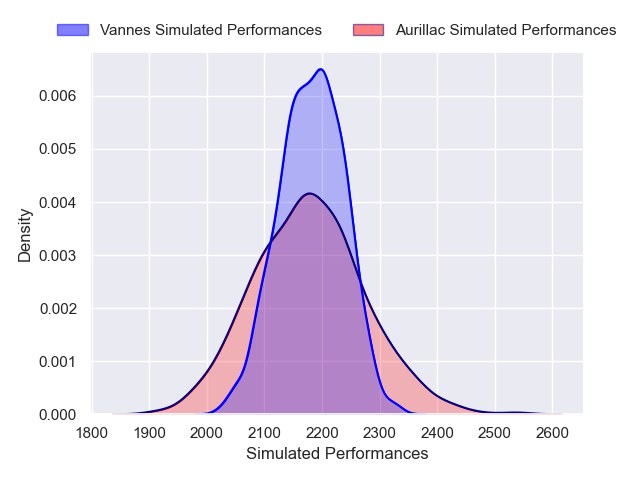 Vannes Simulated Performances
Aurillac Simulated Performances
Density
0.006
0.005
0.004
0.003
0.002
0.001
0.000
1800 1900 2000 2100 2200 2300 2400 2500 2600
Simulated Performances